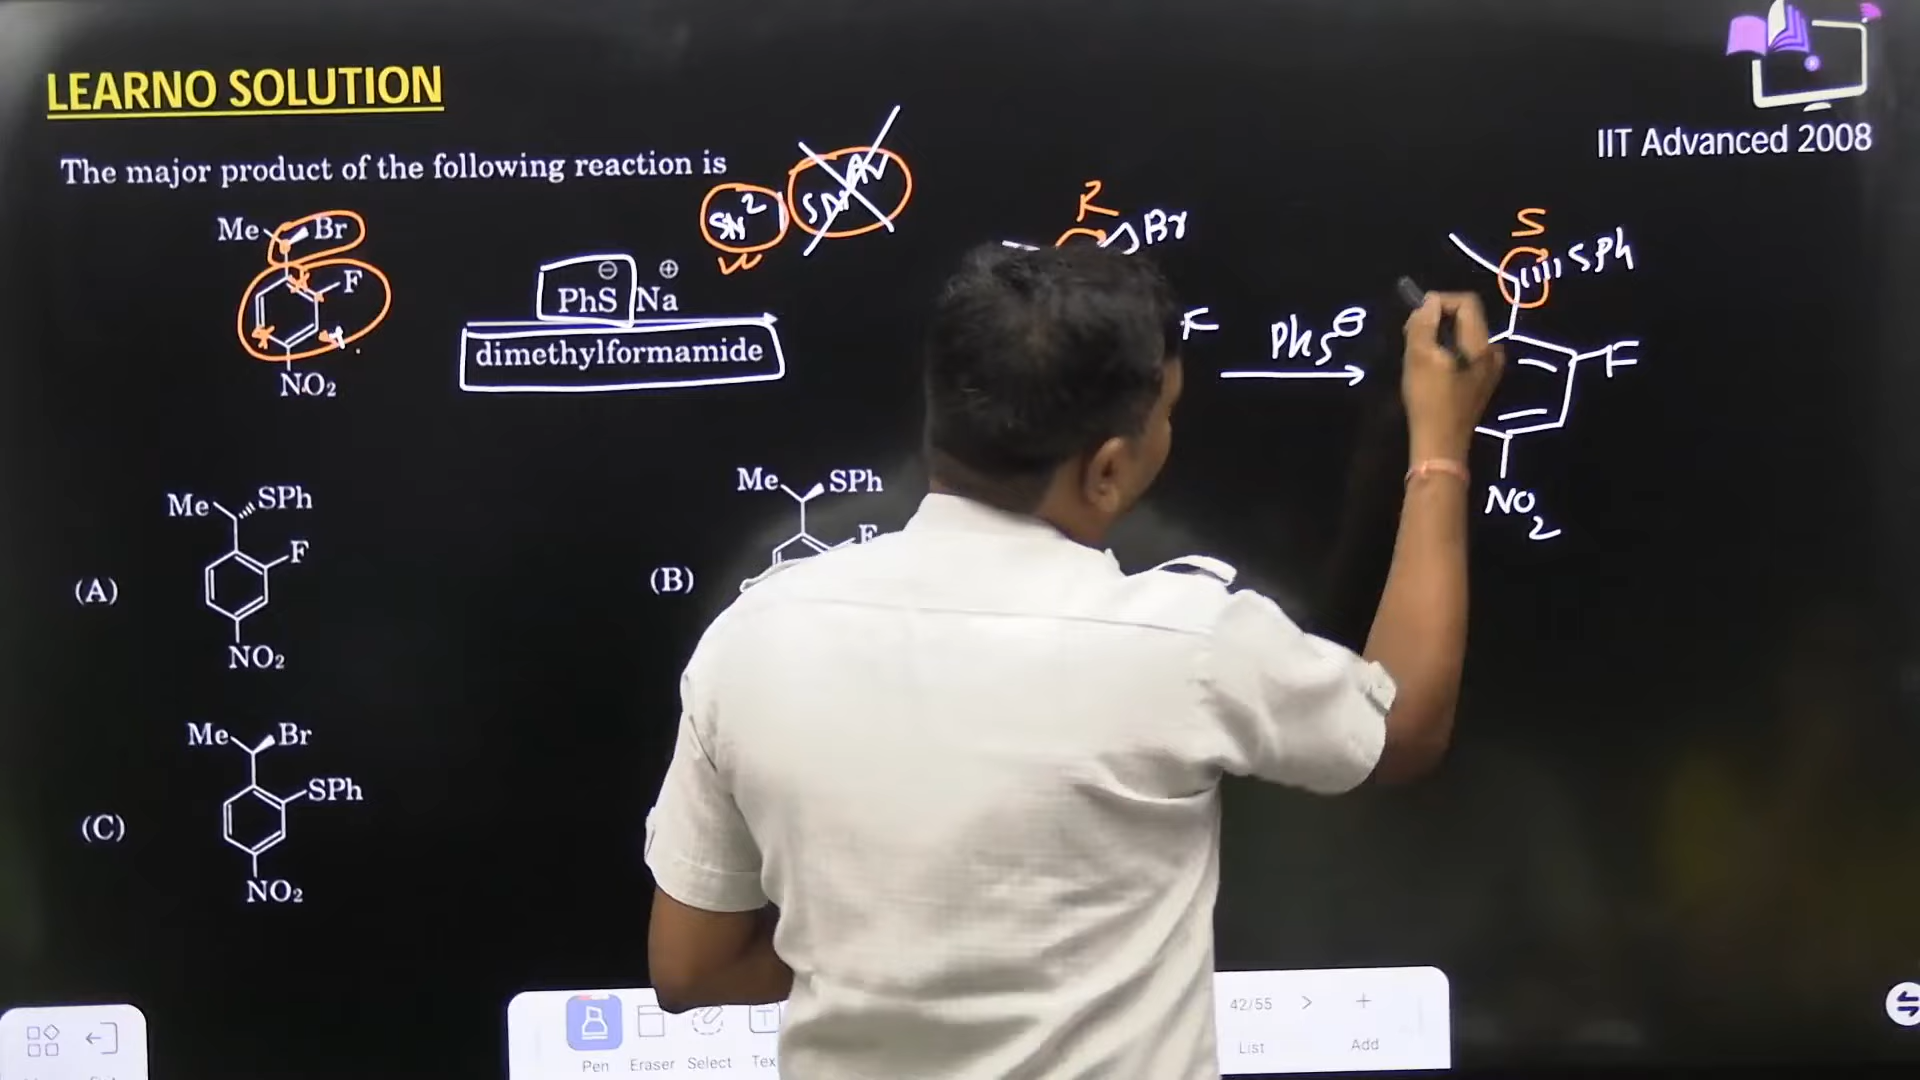 LEARNO SOLUTION
IIT Advanced 2008
The major product of the following reaction is
SN2
R
Br
S
SPh
Me Br
F
PhS⊖ Na⊕
dimethylformamide
NO2
F
PhS⊖
F
NO2
Me SPh
F
(A)
NO2
Me SPh
F
(B)
Me Br
SPh
(C)
NO2
42/55 > +
Pen Eraser Select Tex List Add